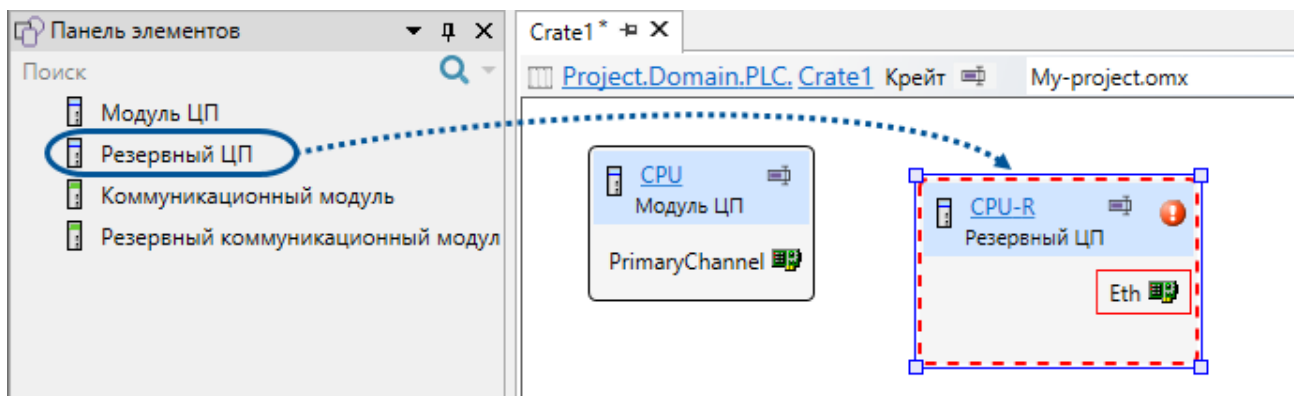 Панель элементов
Поиск
Модуль ЦП
Резервный ЦП
Коммуникационный модуль
Резервный коммуникационный модул
Crate1*
Project.Domain.PLC. Crate1 Крейт My-project.omx
CPU
Модуль ЦП
PrimaryChannel
CPU-R
Резервный ЦП
Eth